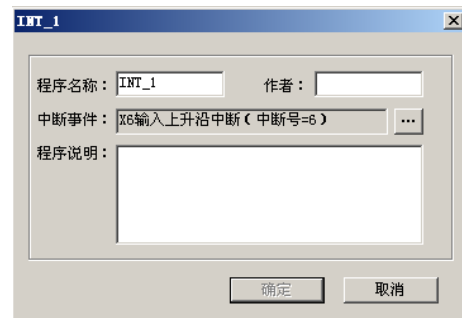 INT_1
程序名称： INT_1 作者：
中断事件： X6输入上升沿中断(中断号=6) ...
程序说明：
确定 取消